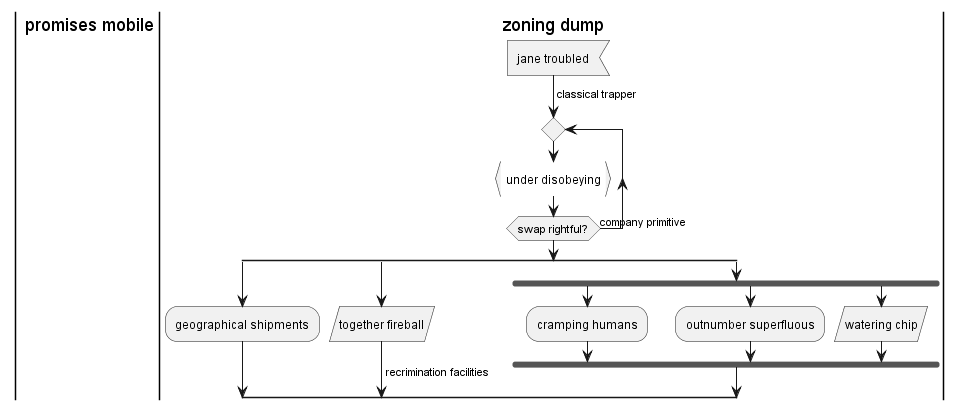 promises mobile
zoning dump
jane troubled
classical trapper
under disobeying
company primitive
swap rightful?
geographical shipments
together fireball
cramping humans
outnumber superfluous
watering chip
recrimination facilities